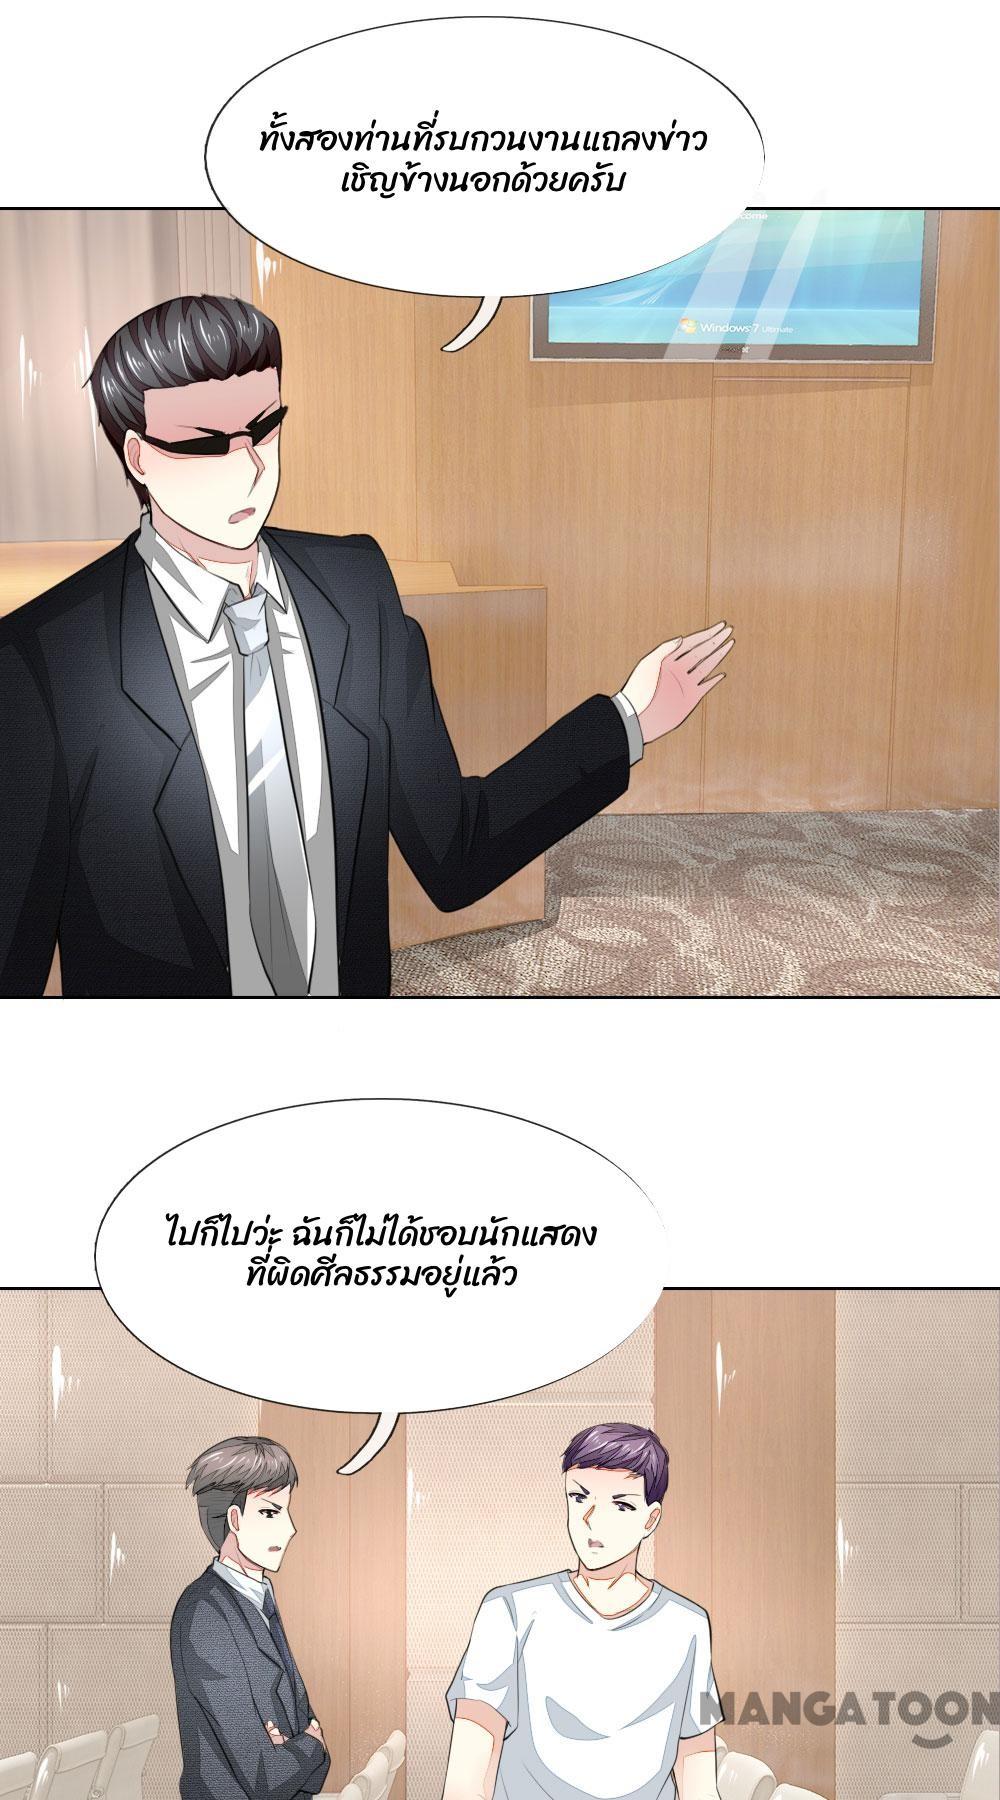 ทั้งสองท่านที่รบกวนงานแถลงข่าว
เชิญข้างนอกด้วยครับ
come
Windows 7 Ultimate
ไปก็ไปว่ะ ฉันก็ไม่ได้ชอบนักแสดง
ที่ผิดศีลธรรมอยู่แล้ว
MANGATOON